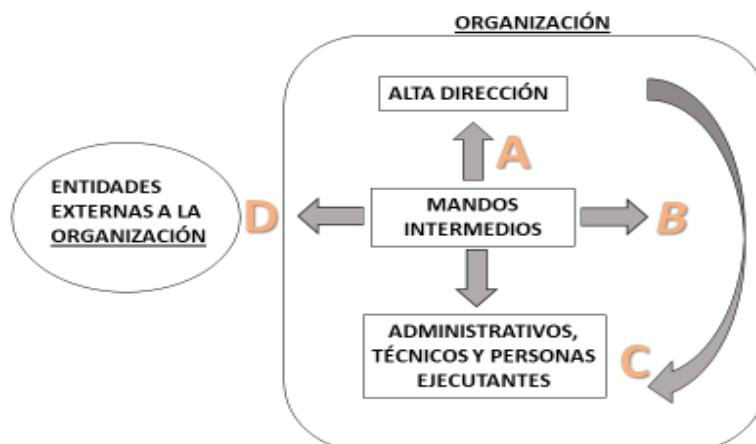 ORGANIZACIÓN
ALTA DIRECCIÓN
A
ENTIDADES
EXTERNAS A LA
ORGANIZACIÓN
D
MANDOS
INTERMEDIOS
B
ADMINISTRATIVOS,
TÉCNICOS Y PERSONAS
EJECUTANTES
C